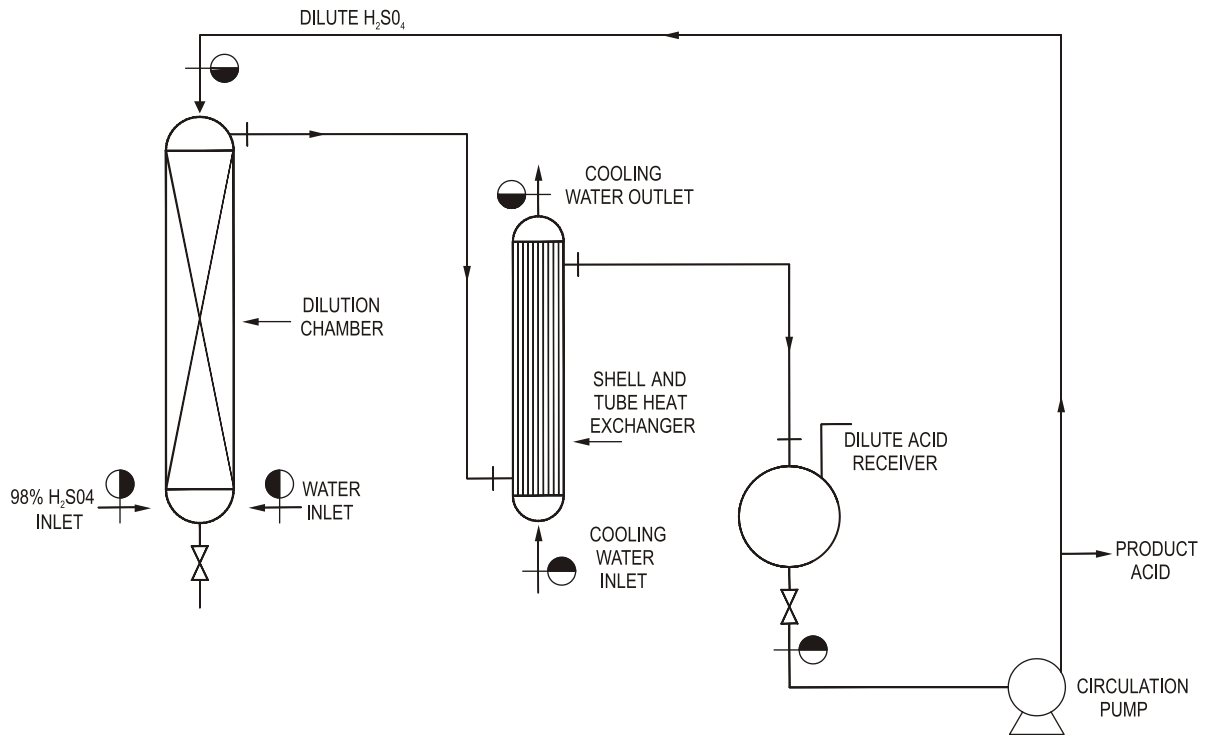 DILUTE H₂SO₄
COOLING
WATER OUTLET
DILUTION
CHAMBER
SHELL AND
TUBE HEAT
EXCHANGER
DILUTE ACID
RECEIVER
98% H₂S04
INLET
WATER
INLET
COOLING
WATER
INLET
PRODUCT
ACID
CIRCULATION
PUMP